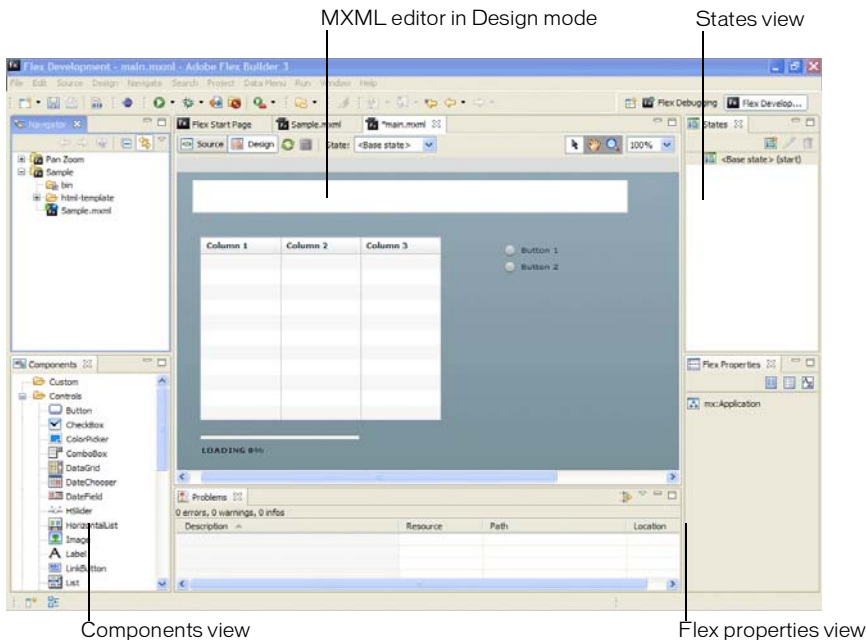 MXML editor in Design mode
States view
Flex Development - main.mxml - Adobe Flex Builder 3
File Edit Source Design Navigate Search Project Data Menu Run Window Help
Flex Debugging Flex Develop...
Navigator
Flex Start Page Sample.mxml *main.mxml
States
Source Design State: <Base state> 100%
<Base state> (start)
Pan Zoom
Sample
bin
html-template
Sample.mxml
Column 1 Column 2 Column 3
Button 1
Button 2
Components
Flex Properties
Custom
Controls
Button
CheckBox
ColorPicker
ComboBox
DataGrid
DateChooser
DateField
HSlider
HorizontalList
Image
Label
LinkButton
List
mx:Application
LOADING 0%
Problems
0 errors, 0 warnings, 0 infos
Description Resource Path Location
Components view
Flex properties view